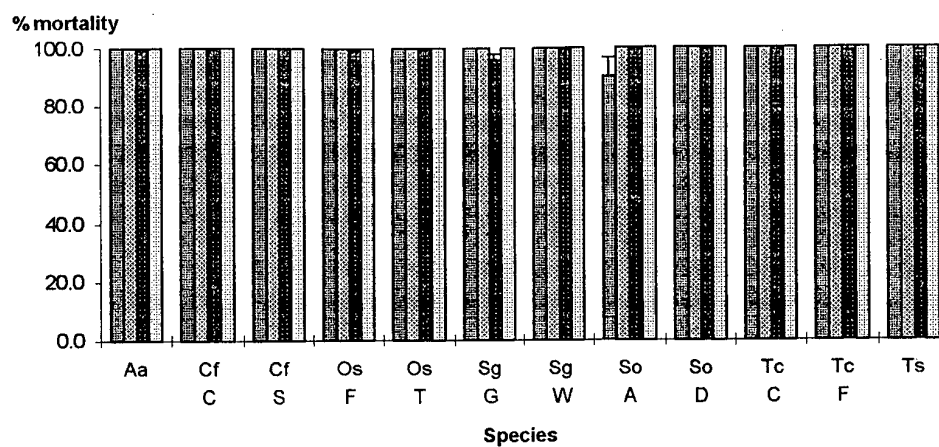 % mortality
100.0
80.0
60.0
40.0
20.0
0.0
Aa Cf Cf Os Os Sg Sg So So Tc Tc Ts
C S F T G W A D C F
Species